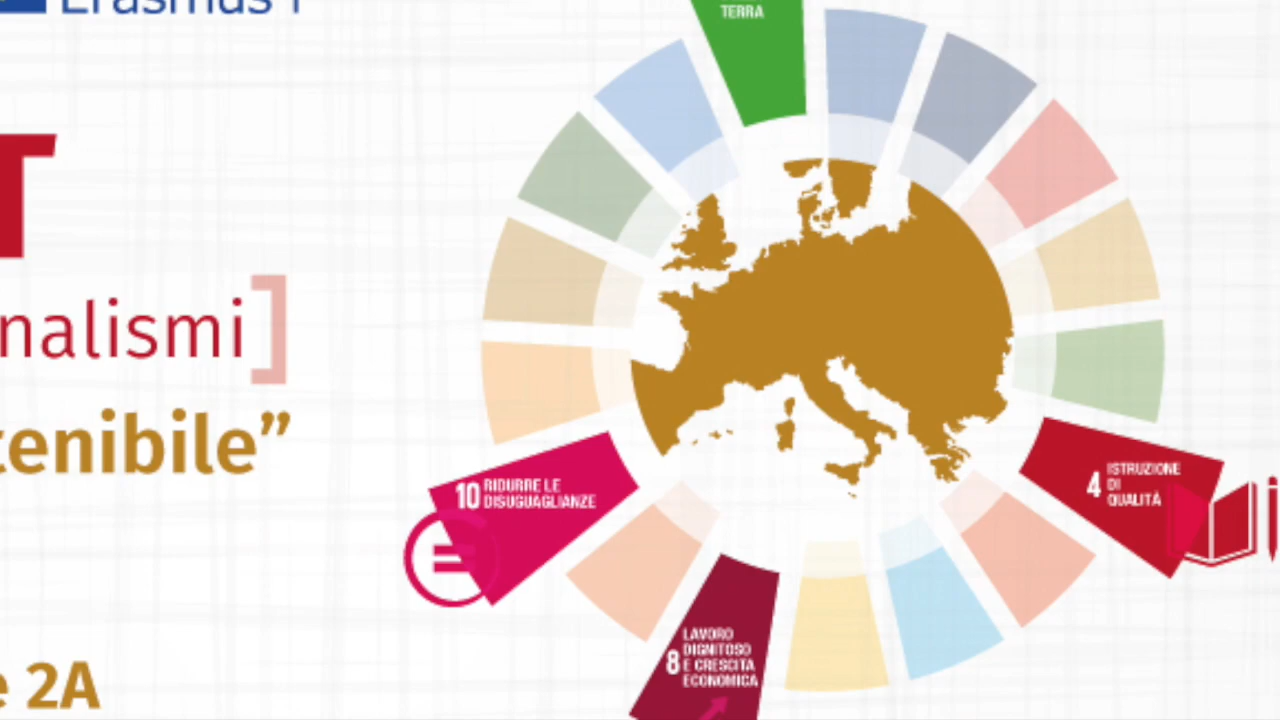 Erasmus+
TERRA
T
nalismi]
tenibile”
10 RIDURRE LE
DISUGUAGLIANZE
4 ISTRUZIONE
DI
QUALITÀ
8 LAVORO
DIGNITOSO
E CRESCITA
ECONOMICA
e 2A